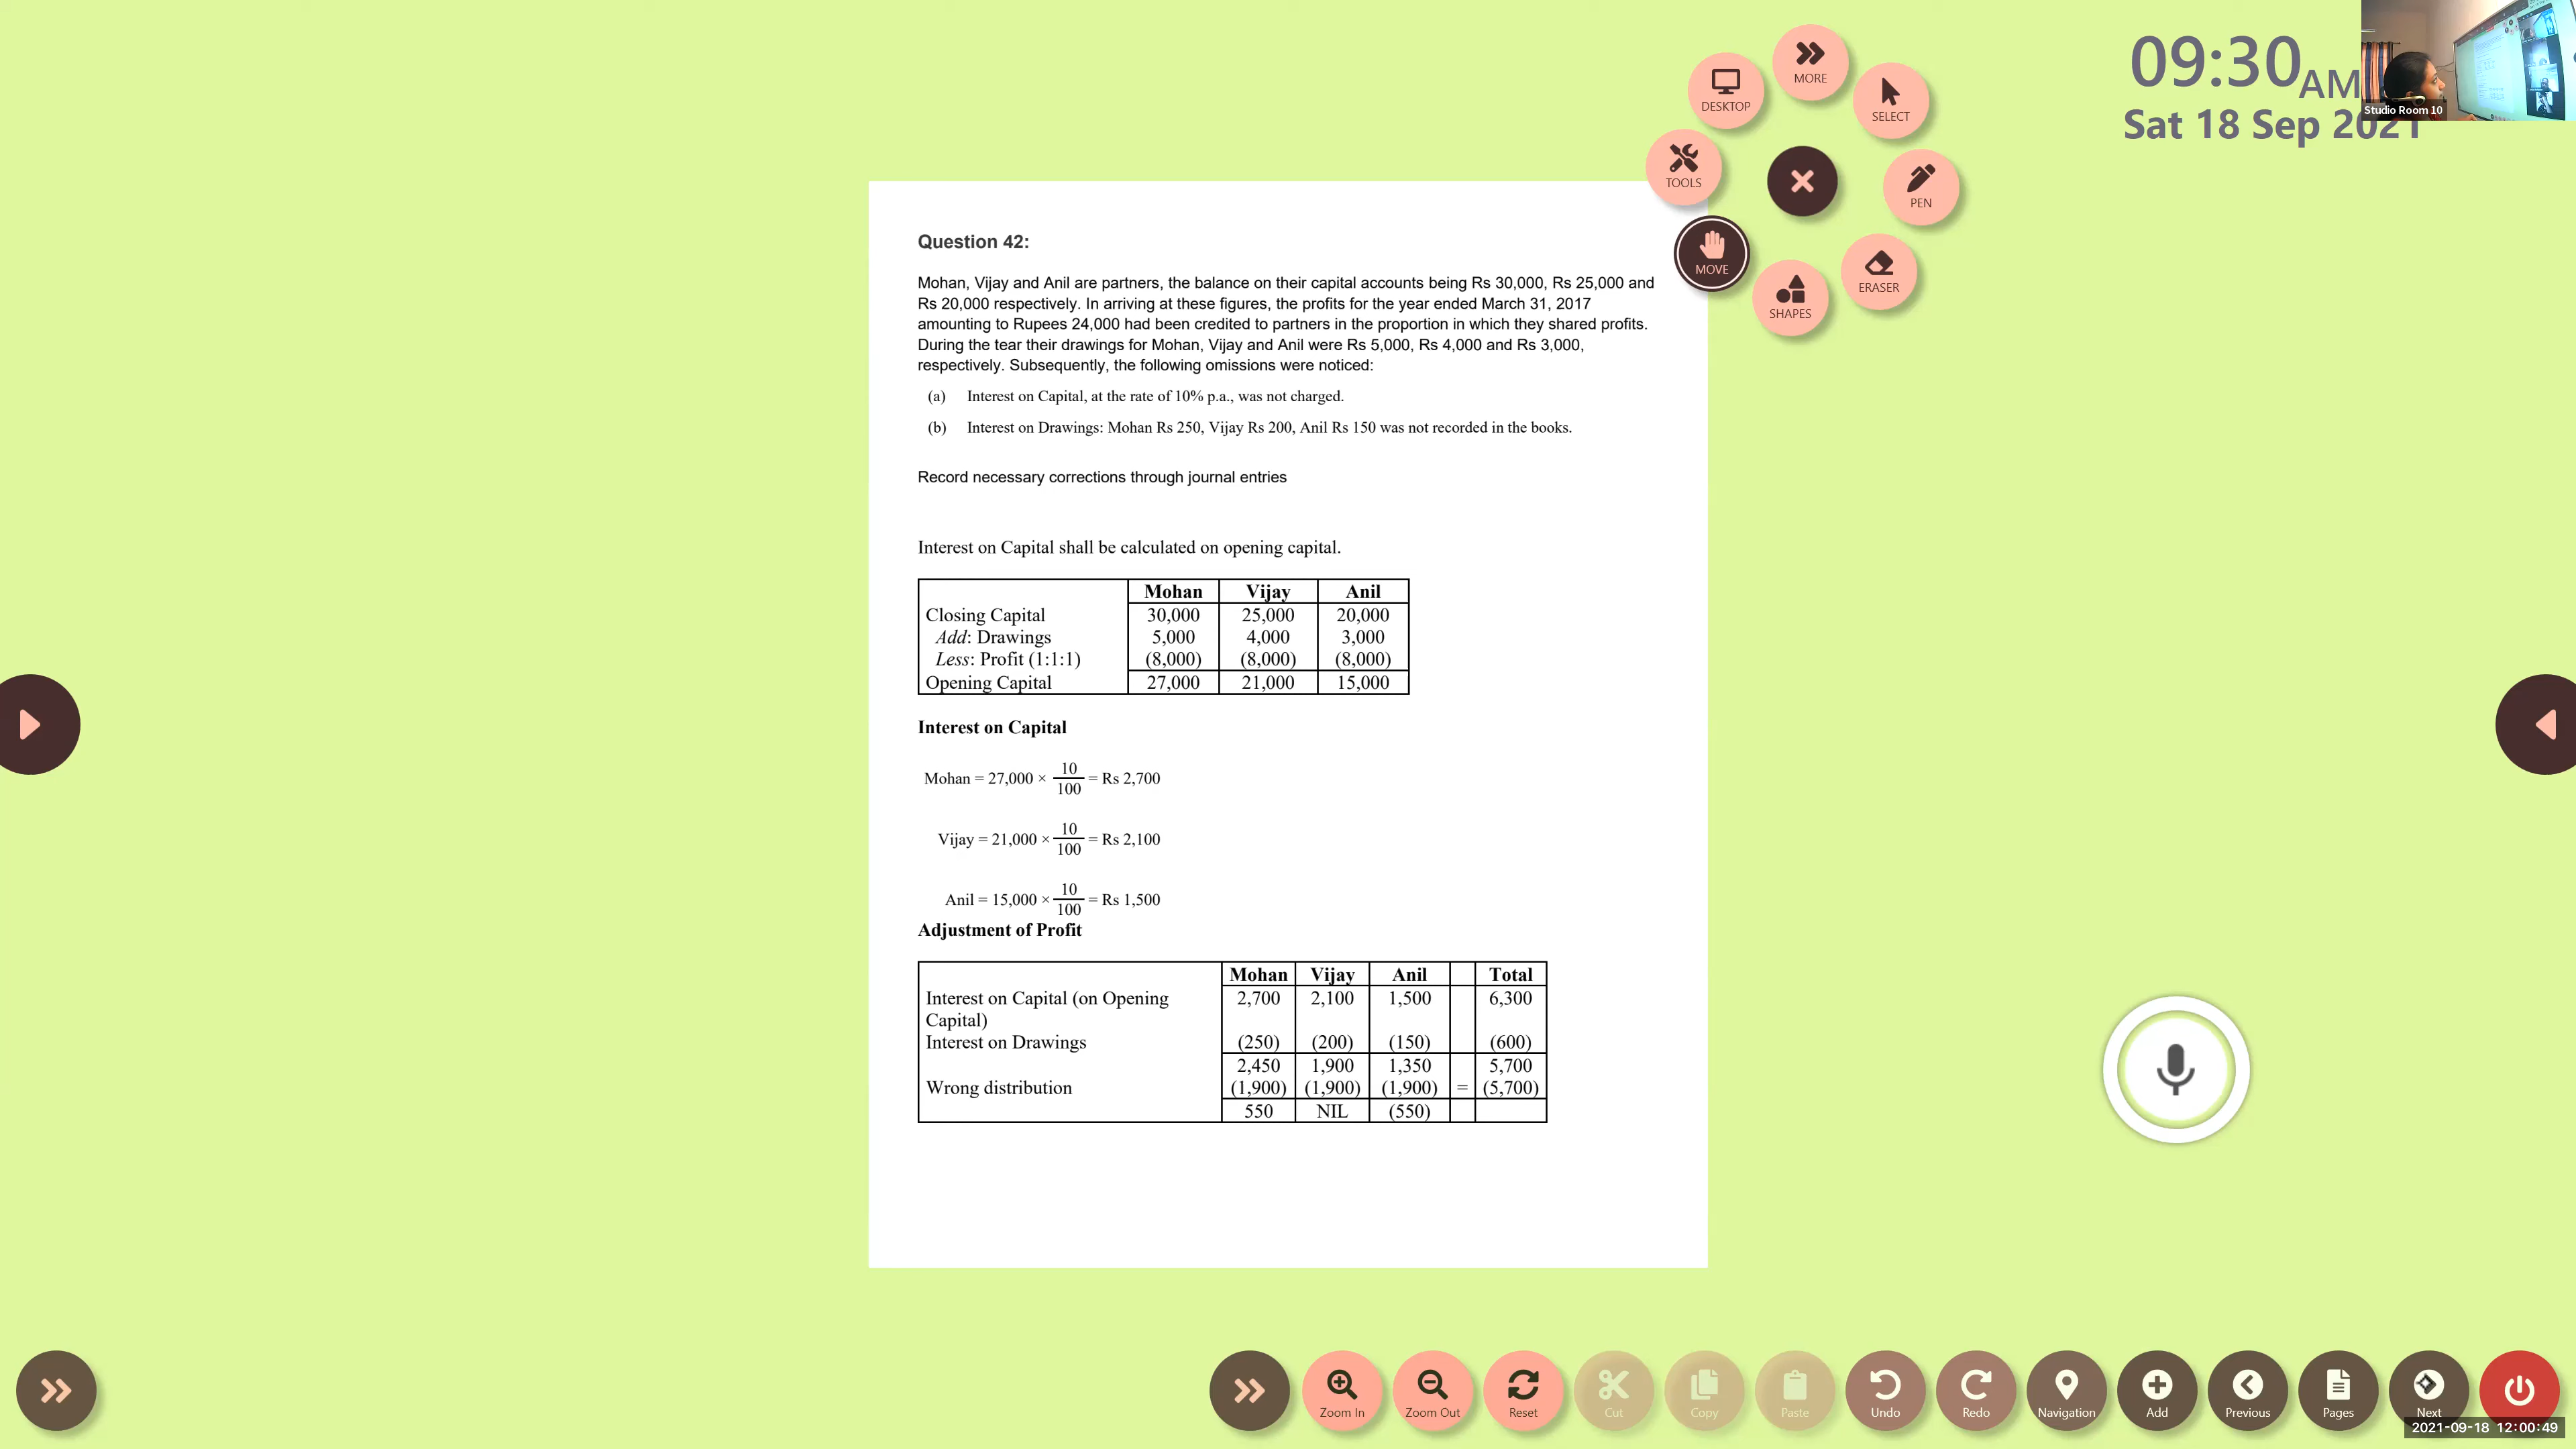 09:30 AM
Sat 18 Sep 2021
Studio Room 10
MORE
DESKTOP
SELECT
TOOLS
PEN
MOVE
ERASER
SHAPES
Question 42:
Mohan, Vijay and Anil are partners, the balance on their capital accounts being Rs 30,000, Rs 25,000 and
Rs 20,000 respectively. In arriving at these figures, the profits for the year ended March 31, 2017
amounting to Rupees 24,000 had been credited to partners in the proportion in which they shared profits.
During the tear their drawings for Mohan, Vijay and Anil were Rs 5,000, Rs 4,000 and Rs 3,000,
respectively. Subsequently, the following omissions were noticed:
(a) Interest on Capital, at the rate of 10% p.a., was not charged.
(b) Interest on Drawings: Mohan Rs 250, Vijay Rs 200, Anil Rs 150 was not recorded in the books.
Record necessary corrections through journal entries
Interest on Capital shall be calculated on opening capital.
Mohan Vijay Anil
Closing Capital 30,000 25,000 20,000
Add: Drawings 5,000 4,000 3,000
Less: Profit (1:1:1) (8,000) (8,000) (8,000)
Opening Capital 27,000 21,000 15,000
Interest on Capital
Mohan = 27,000 × 10/100 = Rs 2,700
Vijay = 21,000 × 10/100 = Rs 2,100
Anil = 15,000 × 10/100 = Rs 1,500
Adjustment of Profit
Mohan Vijay Anil Total
Interest on Capital (on Opening 2,700 2,100 1,500 6,300
Capital)
Interest on Drawings (250) (200) (150) (600)
2,450 1,900 1,350 5,700
Wrong distribution (1,900) (1,900) (1,900) = (5,700)
550 NIL (550)
Zoom In
Zoom Out
Reset
Cut
Copy
Paste
Undo
Redo
Navigation
Add
Previous
Pages
Next
2021-09-18 12:00:49